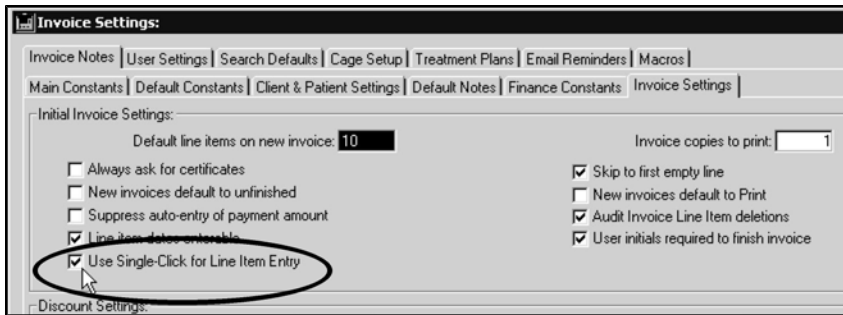 Invoice Settings:
Invoice Notes User Settings Search Defaults Cage Setup Treatment Plans Email Reminders Macros
Main Constants Default Constants Client & Patient Settings Default Notes Finance Constants Invoice Settings
Initial Invoice Settings:
Default line items on new invoice: 10 Invoice copies to print: 1
Always ask for certificates Skip to first empty line
New invoices default to unfinished New invoices default to Print
Suppress auto-entry of payment amount Audit Invoice Line Item deletions
Line item dates enterable User initials required to finish invoice
Use Single-Click for Line Item Entry
Discount Settings: